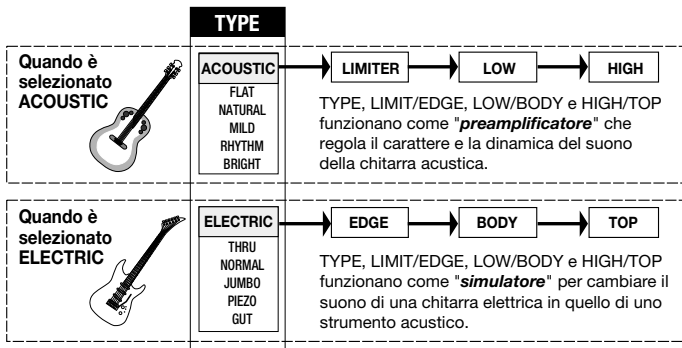 TYPE
Quando è
selezionato
ACOUSTIC
ACOUSTIC
FLAT
NATURAL
MILD
RHYTHM
BRIGHT
LIMITER
LOW
HIGH
TYPE, LIMIT/EDGE, LOW/BODY e HIGH/TOP
funzionano come "preamplificatore" che
regola il carattere e la dinamica del suono
della chitarra acustica.
Quando è
selezionato
ELECTRIC
ELECTRIC
THRU
NORMAL
JUMBO
PIEZO
GUT
EDGE
BODY
TOP
TYPE, LIMIT/EDGE, LOW/BODY e HIGH/TOP
funzionano come "simulatore" per cambiare il
suono di una chitarra elettrica in quello di uno
strumento acustico.